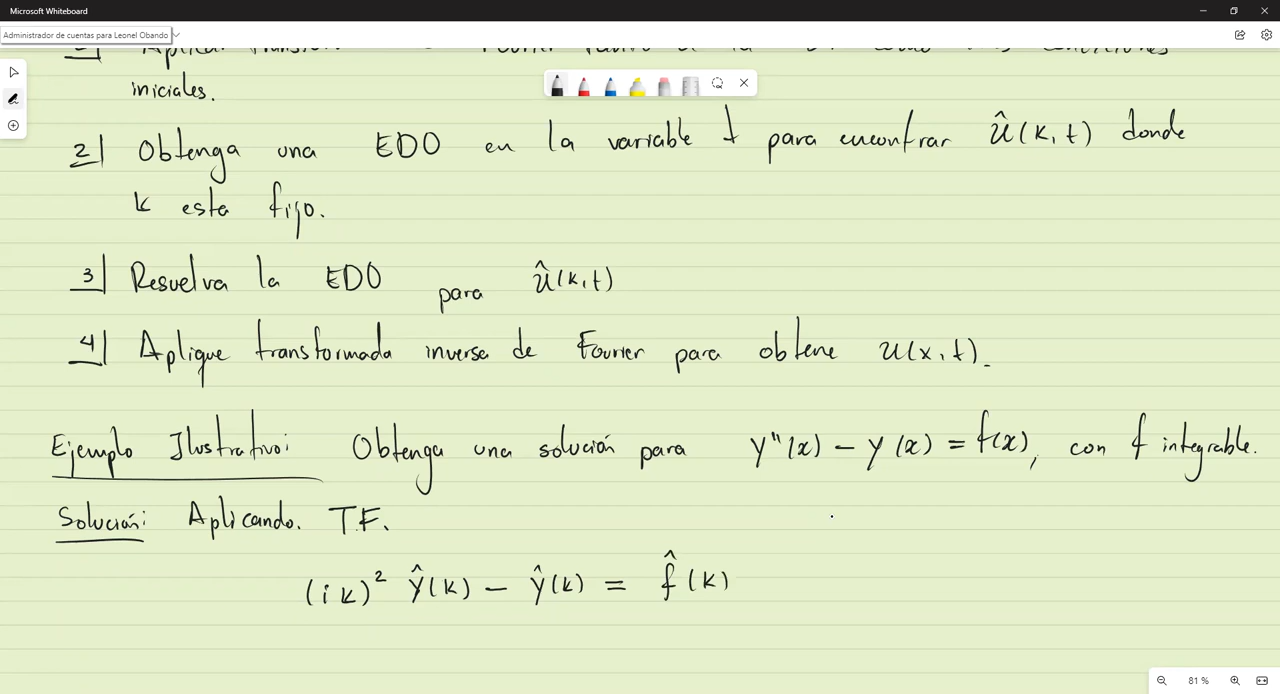 Microsoft Whiteboard
Administrador de cuentas para Leonel Obando
iniciales.
2| Obtenga una EDO en la variable t para encontrar û(k,t) donde
k esta fijo.
3| Resuelva la EDO para û(k,t)
4| Aplique transformada inversa de Fourier para obtene u(x,t).
Ejemplo Ilustrativo: Obtenga una solución para y"(x) - y(x) = f(x), con f integrable.
Solución: Aplicando. T.F.
(ik)² ŷ(k) - ŷ(k) = f̂(k)
81 %